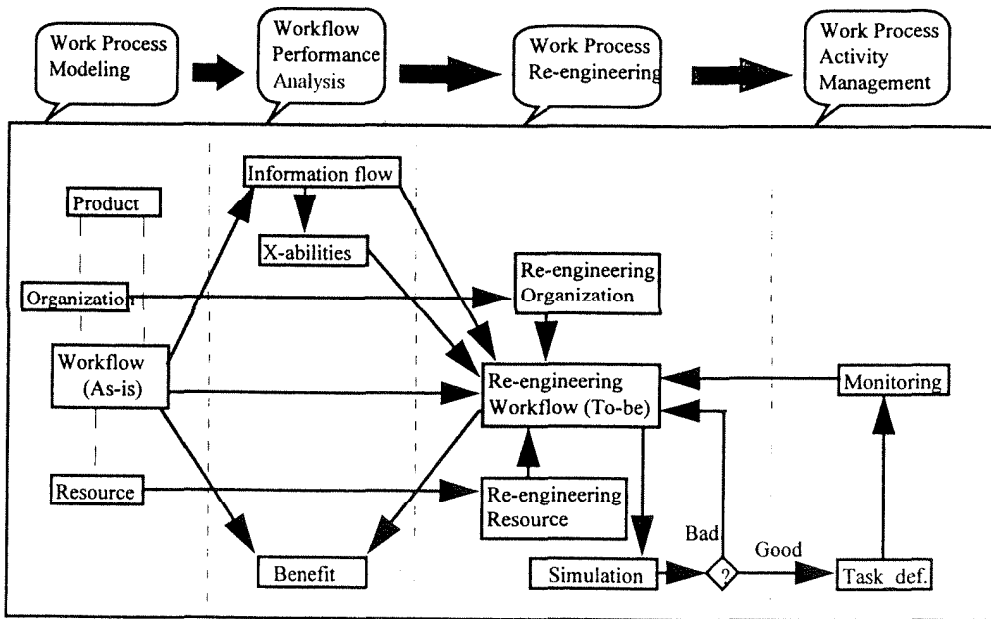 Work Process
Modeling
Workflow
Performance
Analysis
Work Process
Re-engineering
Work Process
Activity
Management
Information flow
Product
X-abilities
Organization
Re-engineering
Organization
Workflow
(As-is)
Re-engineering
Workflow (To-be)
Monitoring
Resource
Re-engineering
Resource
Bad
Good
Benefit
Simulation
?
Task def.